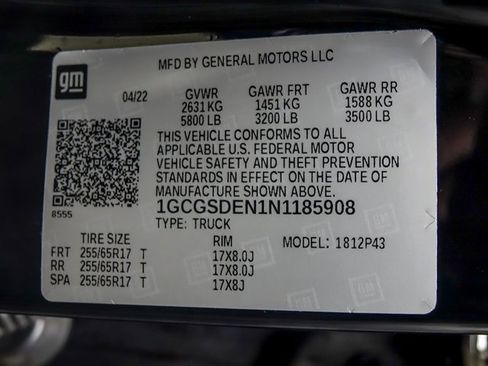 gm
MFD BY GENERAL MOTORS LLC
04/22 GVWR GAWR FRT GAWR RR
2631 KG 1451 KG 1588 KG
5800 LB 3200 LB 3500 LB
THIS VEHICLE CONFORMS TO ALL
APPLICABLE U.S. FEDERAL MOTOR
VEHICLE SAFETY AND THEFT PREVENTION
STANDARDS IN EFFECT ON THE DATE OF
MANUFACTURE SHOWN ABOVE.
8555
1GCGSDEN1N1185908
TYPE: TRUCK
TIRE SIZE RIM MODEL: 1812P43
FRT 255/65R17 T 17X8.0J
RR 255/65R17 T 17X8.0J
SPA 255/65R17 T 17X8J